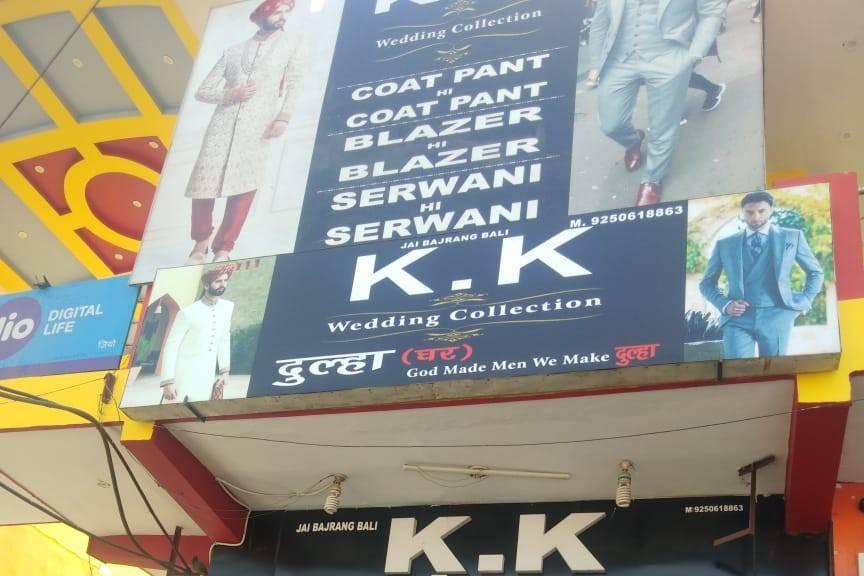 K.K
Wedding Collection
COAT PANT
HI
COAT PANT
BLAZER
HI
BLAZER
SERWANI
HI
SERWANI
M. 9250618863
JAI BAJRANG BALI
K.K
Wedding Collection
दुल्हा (घर)
God Made Men We Make दुल्हा
Jio
DIGITAL
LIFE
जियो
JAI BAJRANG BALI
M:9250618863
K.K